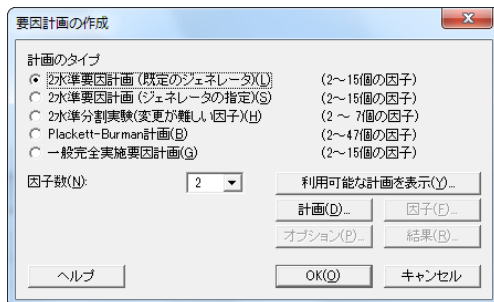 要因計画の作成
計画のタイプ
2水準要因計画 (既定のジェネレータ)(L) (2～15個の因子)
2水準要因計画 (ジェネレータの指定)(S) (2～15個の因子)
2水準分割実験(変更が難しい因子)(H) (2 ～ 7個の因子)
Plackett-Burman計画(B) (2～47個の因子)
一般完全実施要因計画(G) (2～15個の因子)
因子数(N): 2 利用可能な計画を表示(Y)...
計画(D)... 因子(F)...
オプション(P)... 結果(R)...
ヘルプ OK(O) キャンセル